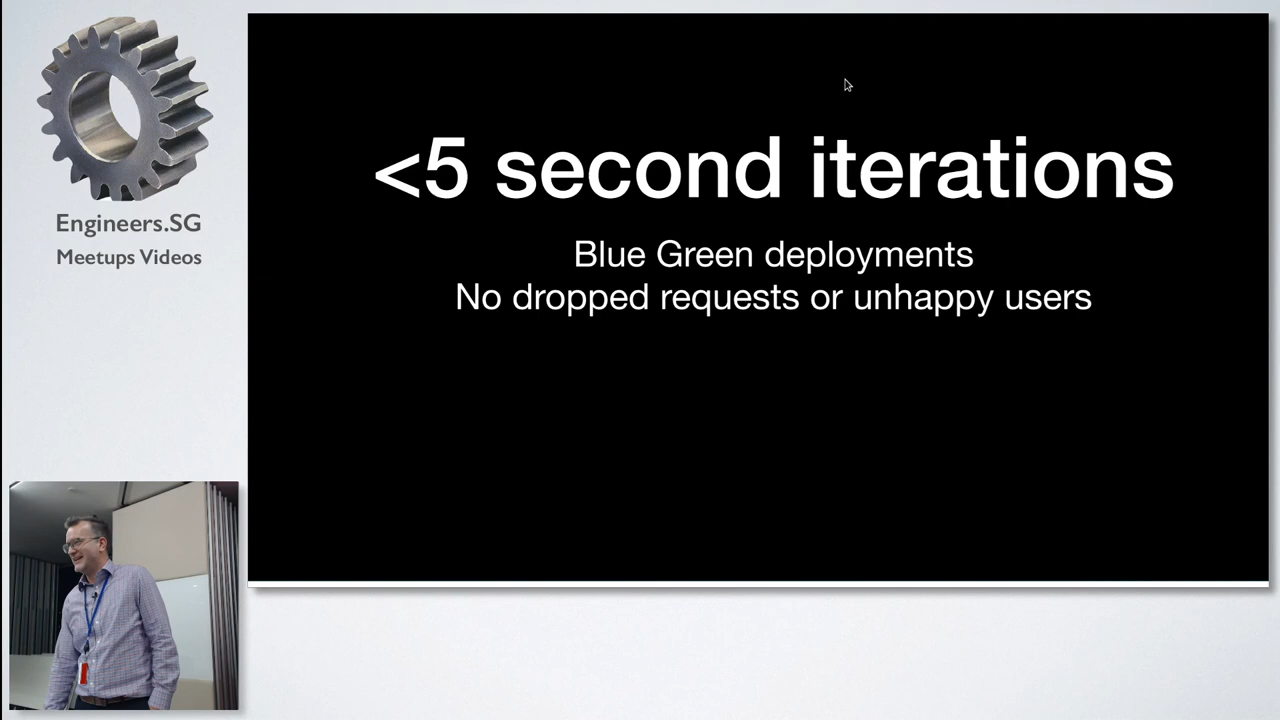 Engineers.SG
Meetups Videos
<5 second iterations
Blue Green deployments
No dropped requests or unhappy users